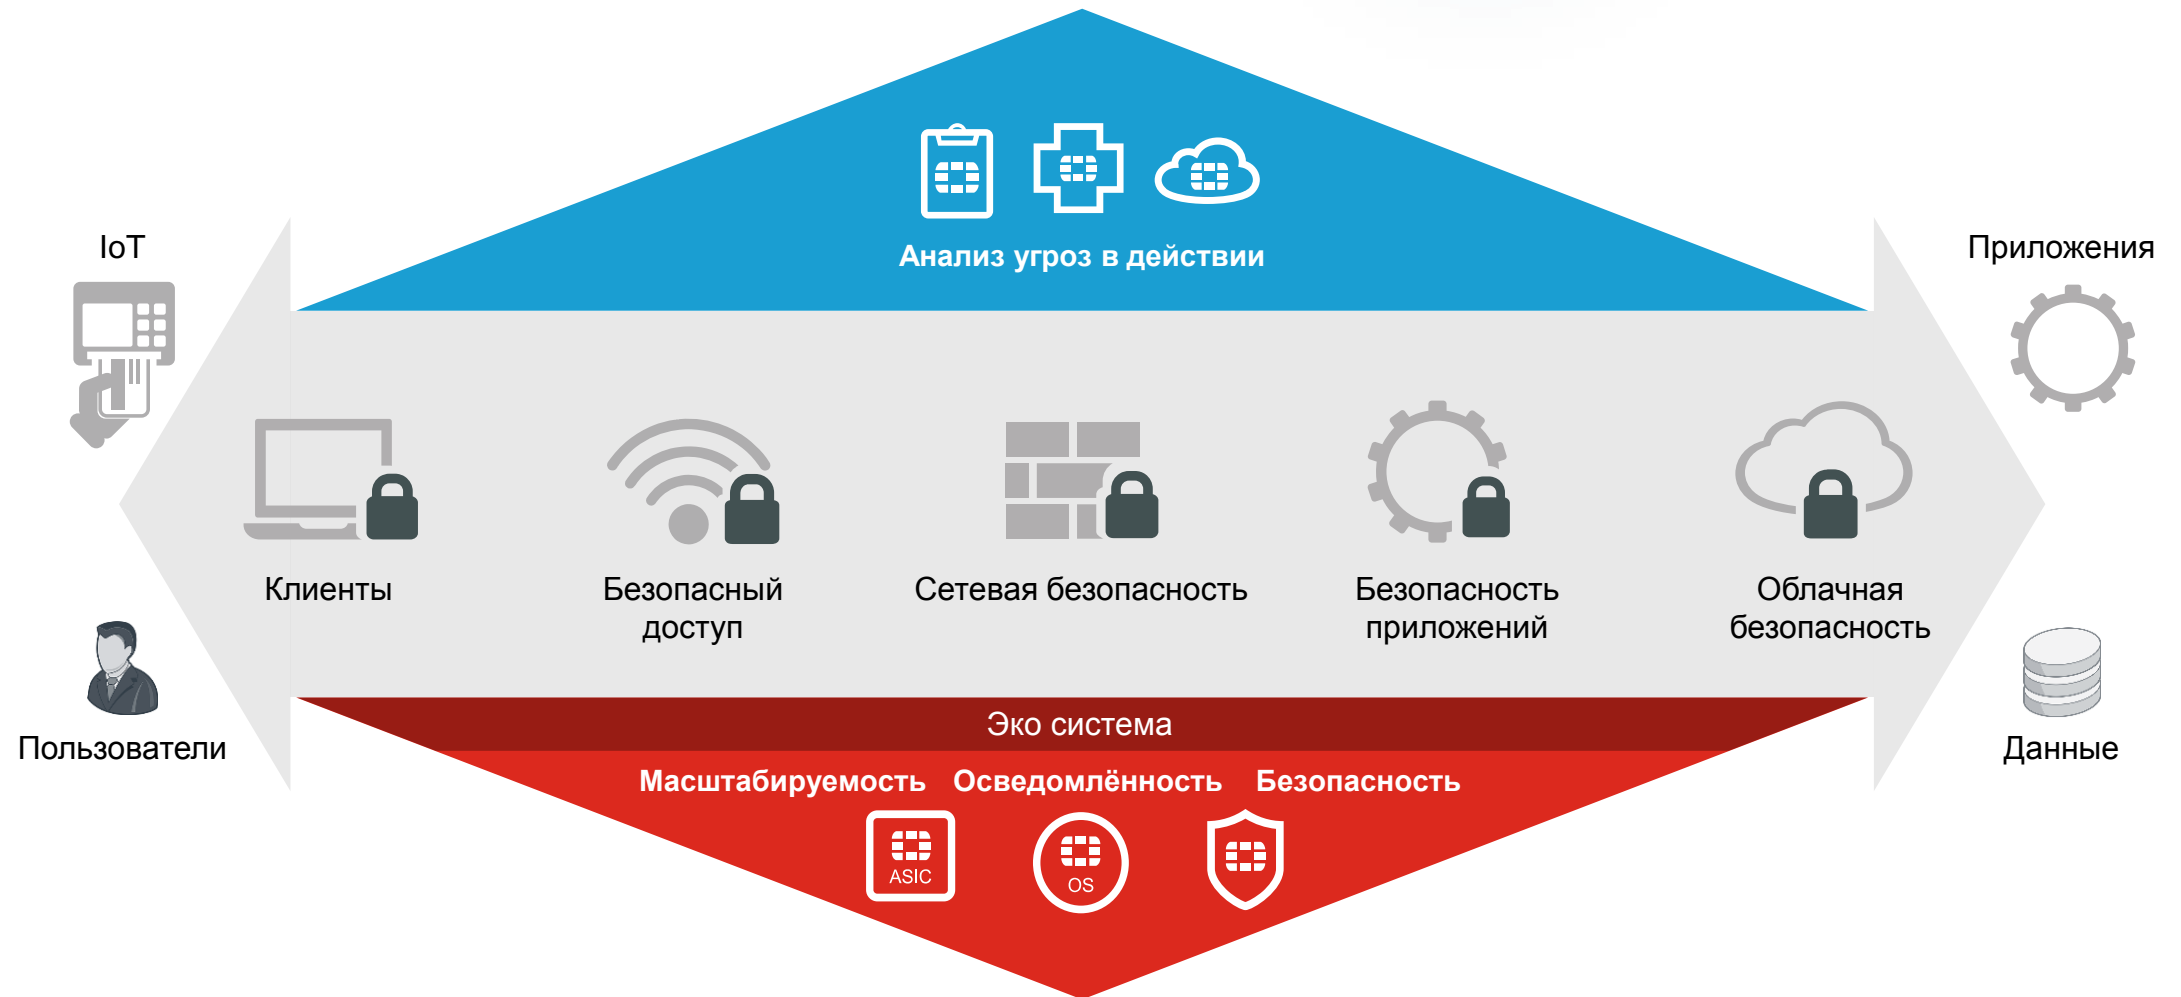 Анализ угроз в действии
IoT
Приложения
Клиенты
Безопасный
доступ
Сетевая безопасность
Безопасность
приложений
Облачная
безопасность
Пользователи
Данные
Эко система
Масштабируемость Осведомлённость Безопасность
ASIC
OS